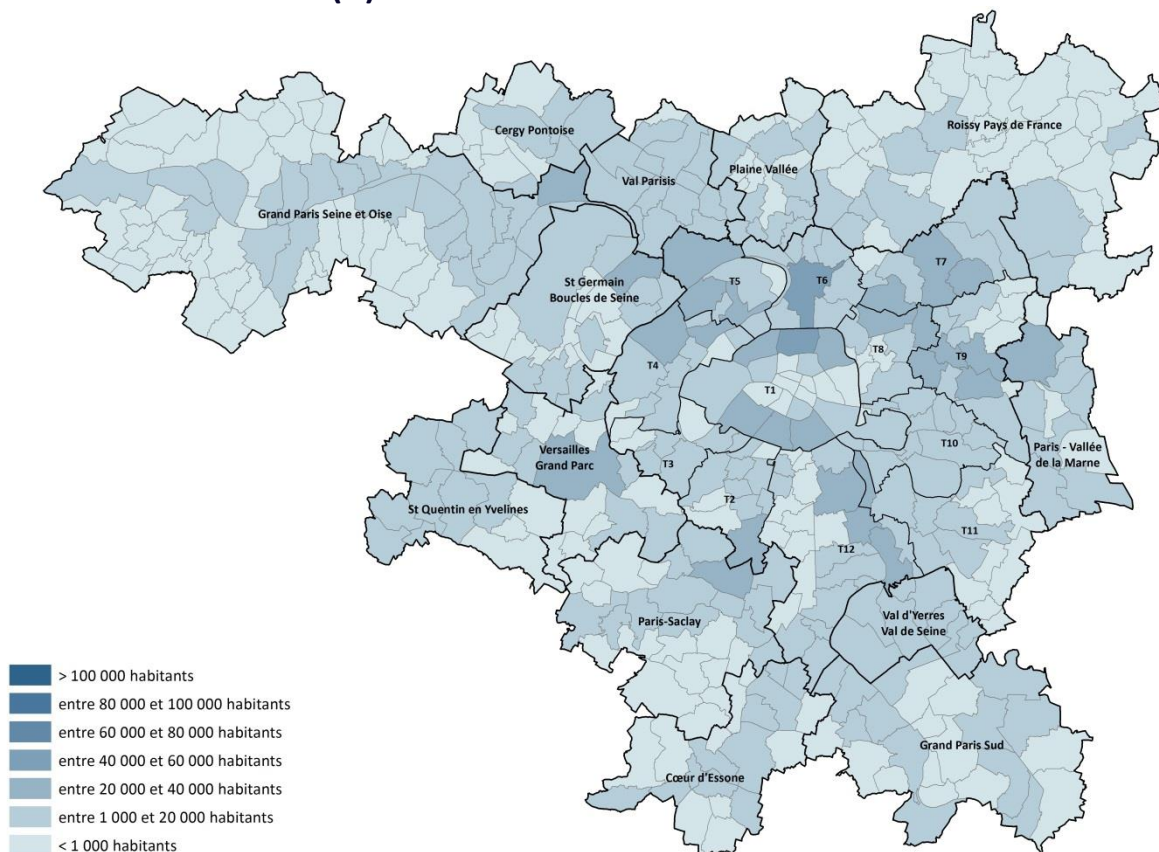 Cergy Pontoise
Roissy Pays de France
Plaine Vallée
Val Parisis
Grand Paris Seine et Oise
T7
St Germain
Boucles de Seine
T5
T6
T8
T9
T4
T1
Paris - Vallée
de la Marne
T10
Versailles
Grand Parc
T3
St Quentin en Yvelines
T2
T11
T12
Paris-Saclay
Val d'Yerres
Val de Seine
Grand Paris Sud
Cœur d'Essone
> 100 000 habitants
entre 80 000 et 100 000 habitants
entre 60 000 et 80 000 habitants
entre 40 000 et 60 000 habitants
entre 20 000 et 40 000 habitants
entre 1 000 et 20 000 habitants
< 1 000 habitants